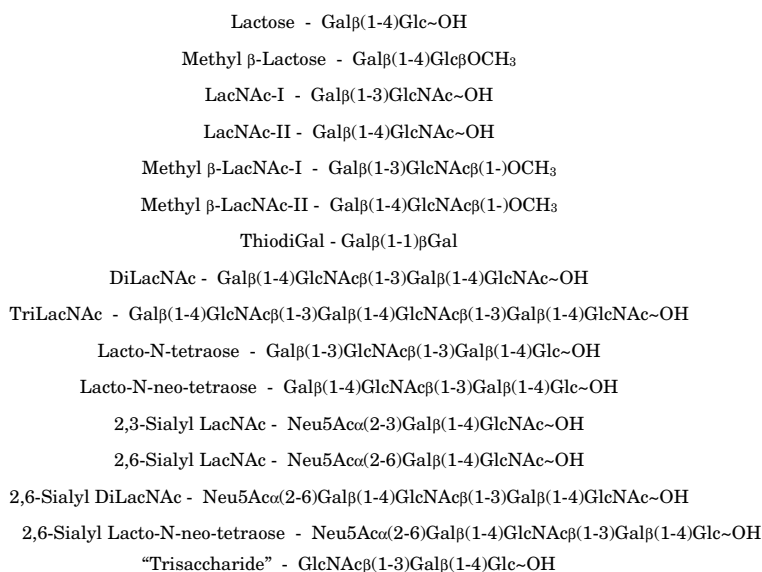 Lactose - Galβ(1-4)Glc~OH
Methyl β-Lactose - Galβ(1-4)GlcβOCH₃
LacNAc-I - Galβ(1-3)GlcNAc~OH
LacNAc-II - Galβ(1-4)GlcNAc~OH
Methyl β-LacNAc-I - Galβ(1-3)GlcNAcβ(1-)OCH₃
Methyl β-LacNAc-II - Galβ(1-4)GlcNAcβ(1-)OCH₃
ThiodiGal - Galβ(1-1)βGal
DiLacNAc - Galβ(1-4)GlcNAcβ(1-3)Galβ(1-4)GlcNAc~OH
TriLacNAc - Galβ(1-4)GlcNAcβ(1-3)Galβ(1-4)GlcNAcβ(1-3)Galβ(1-4)GlcNAc~OH
Lacto-N-tetraose - Galβ(1-3)GlcNAcβ(1-3)Galβ(1-4)Glc~OH
Lacto-N-neo-tetraose - Galβ(1-4)GlcNAcβ(1-3)Galβ(1-4)Glc~OH
2,3-Sialyl LacNAc - Neu5Acα(2-3)Galβ(1-4)GlcNAc~OH
2,6-Sialyl LacNAc - Neu5Acα(2-6)Galβ(1-4)GlcNAc~OH
2,6-Sialyl DiLacNAc - Neu5Acα(2-6)Galβ(1-4)GlcNAcβ(1-3)Galβ(1-4)GlcNAc~OH
2,6-Sialyl Lacto-N-neo-tetraose - Neu5Acα(2-6)Galβ(1-4)GlcNAcβ(1-3)Galβ(1-4)Glc~OH
“Trisaccharide” - GlcNAcβ(1-3)Galβ(1-4)Glc~OH